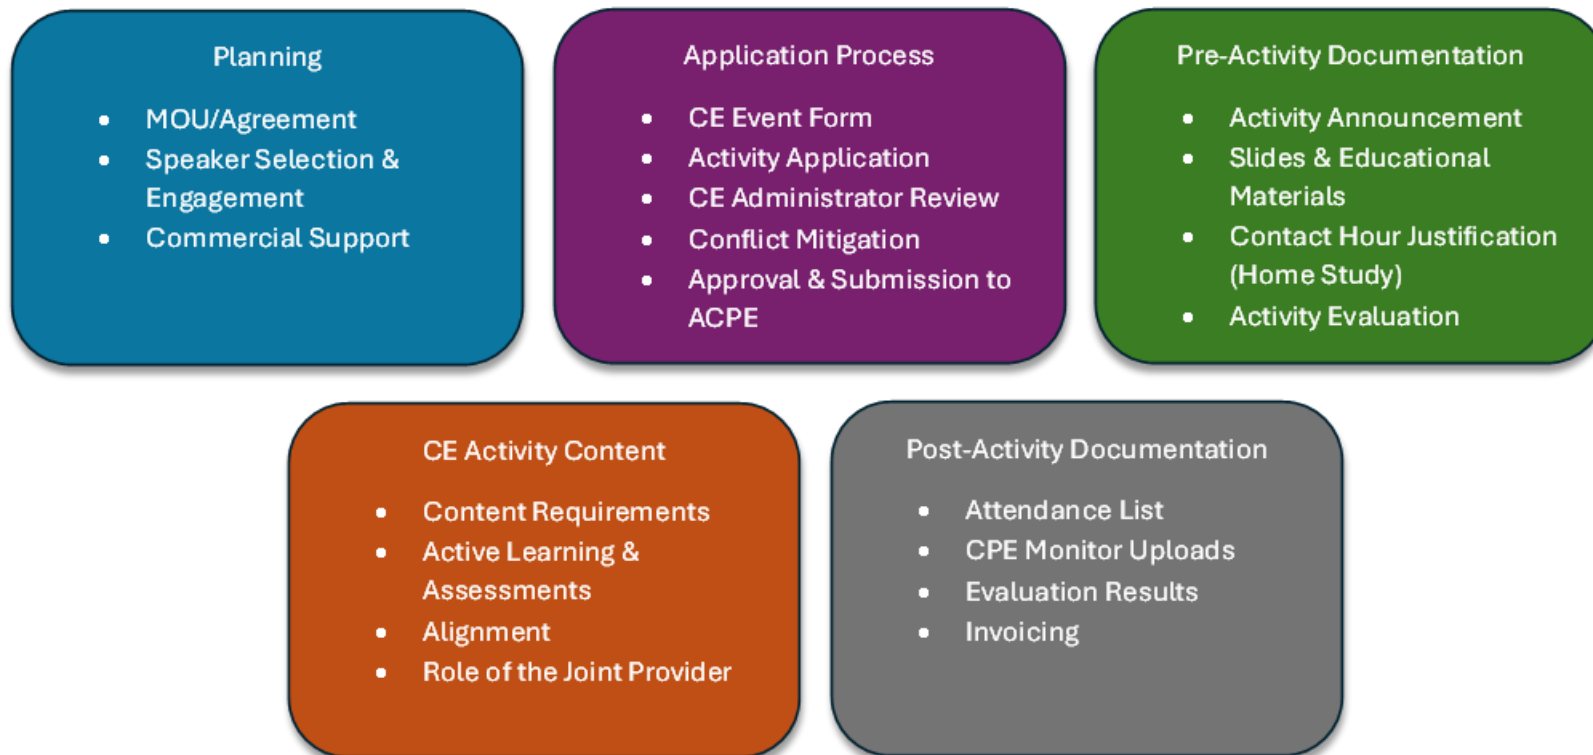 Planning
• MOU/Agreement
• Speaker Selection &
Engagement
• Commercial Support
Application Process
• CE Event Form
• Activity Application
• CE Administrator Review
• Conflict Mitigation
• Approval & Submission to
ACPE
Pre-Activity Documentation
• Activity Announcement
• Slides & Educational
Materials
• Contact Hour Justification
(Home Study)
• Activity Evaluation
CE Activity Content
• Content Requirements
• Active Learning &
Assessments
• Alignment
• Role of the Joint Provider
Post-Activity Documentation
• Attendance List
• CPE Monitor Uploads
• Evaluation Results
• Invoicing